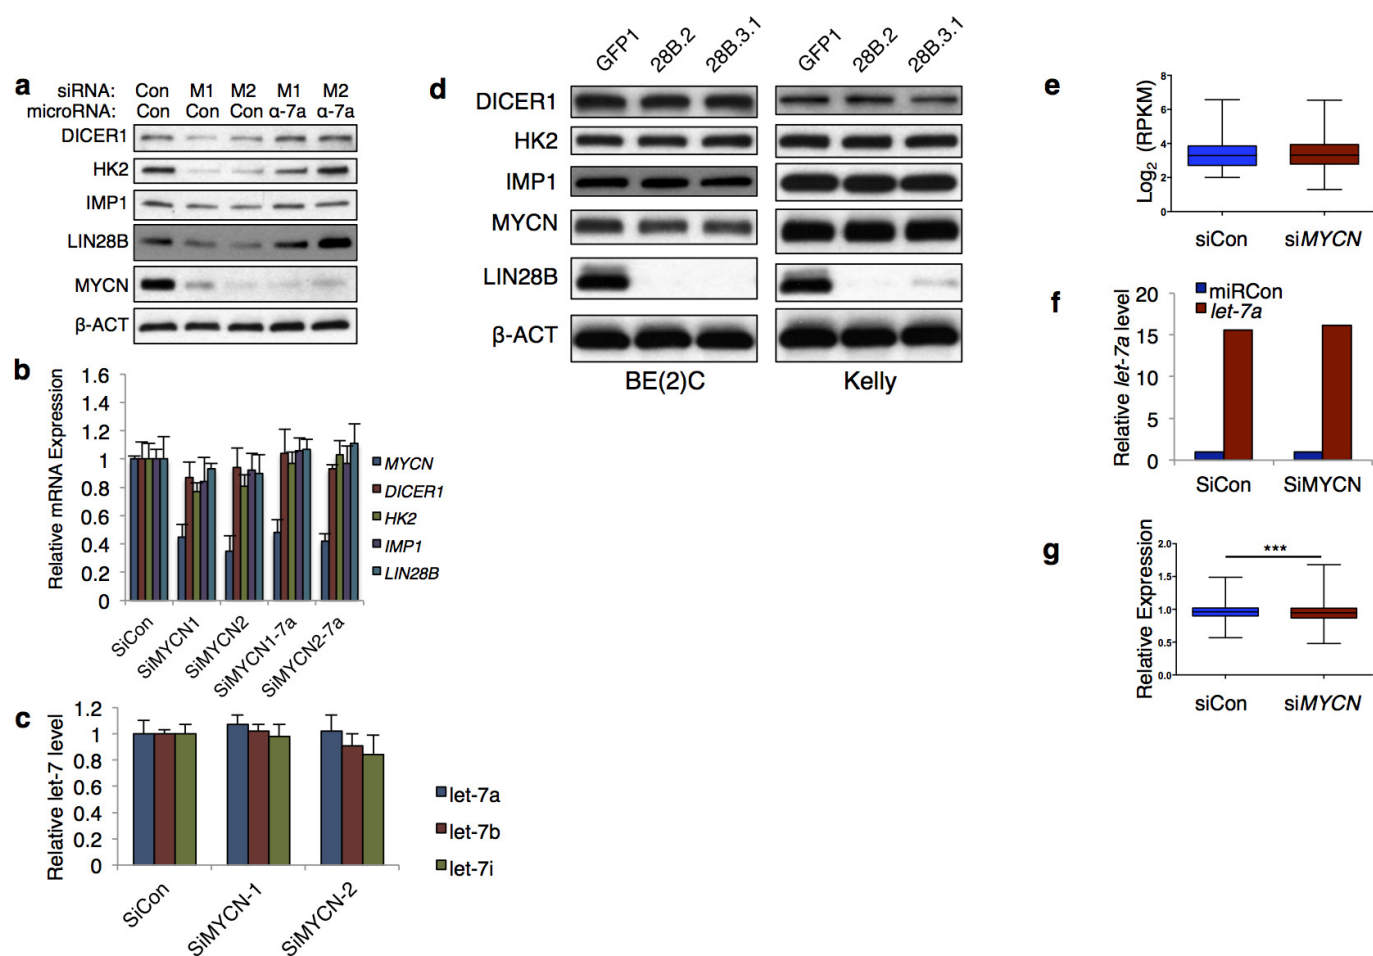 a
siRNA: Con M1 M2 M1 M2
microRNA: Con Con Con α-7a α-7a
DICER1
HK2
IMP1
LIN28B
MYCN
β-ACT
b
Relative mRNA Expression
1.6
1.4
1.2
1
0.8
0.6
0.4
0.2
0
SiCon
SiMYCN1
SiMYCN2
SiMYCN1-7a
SiMYCN2-7a
MYCN
DICER1
HK2
IMP1
LIN28B
c
Relative let-7 level
1.2
1
0.8
0.6
0.4
0.2
0
SiCon
SiMYCN-1
SiMYCN-2
let-7a
let-7b
let-7i
d
GFP1 28B.2 28B.3.1 GFP1 28B.2 28B.3.1
DICER1
HK2
IMP1
MYCN
LIN28B
β-ACT
BE(2)C Kelly
e
Log2 (RPKM)
8
6
4
2
0
siCon siMYCN
f
Relative let-7a level
miRCon
let-7a
20
15
10
5
0
SiCon SiMYCN
g
Relative Expression
2.0
1.5
1.0
0.5
0.0
***
siCon siMYCN